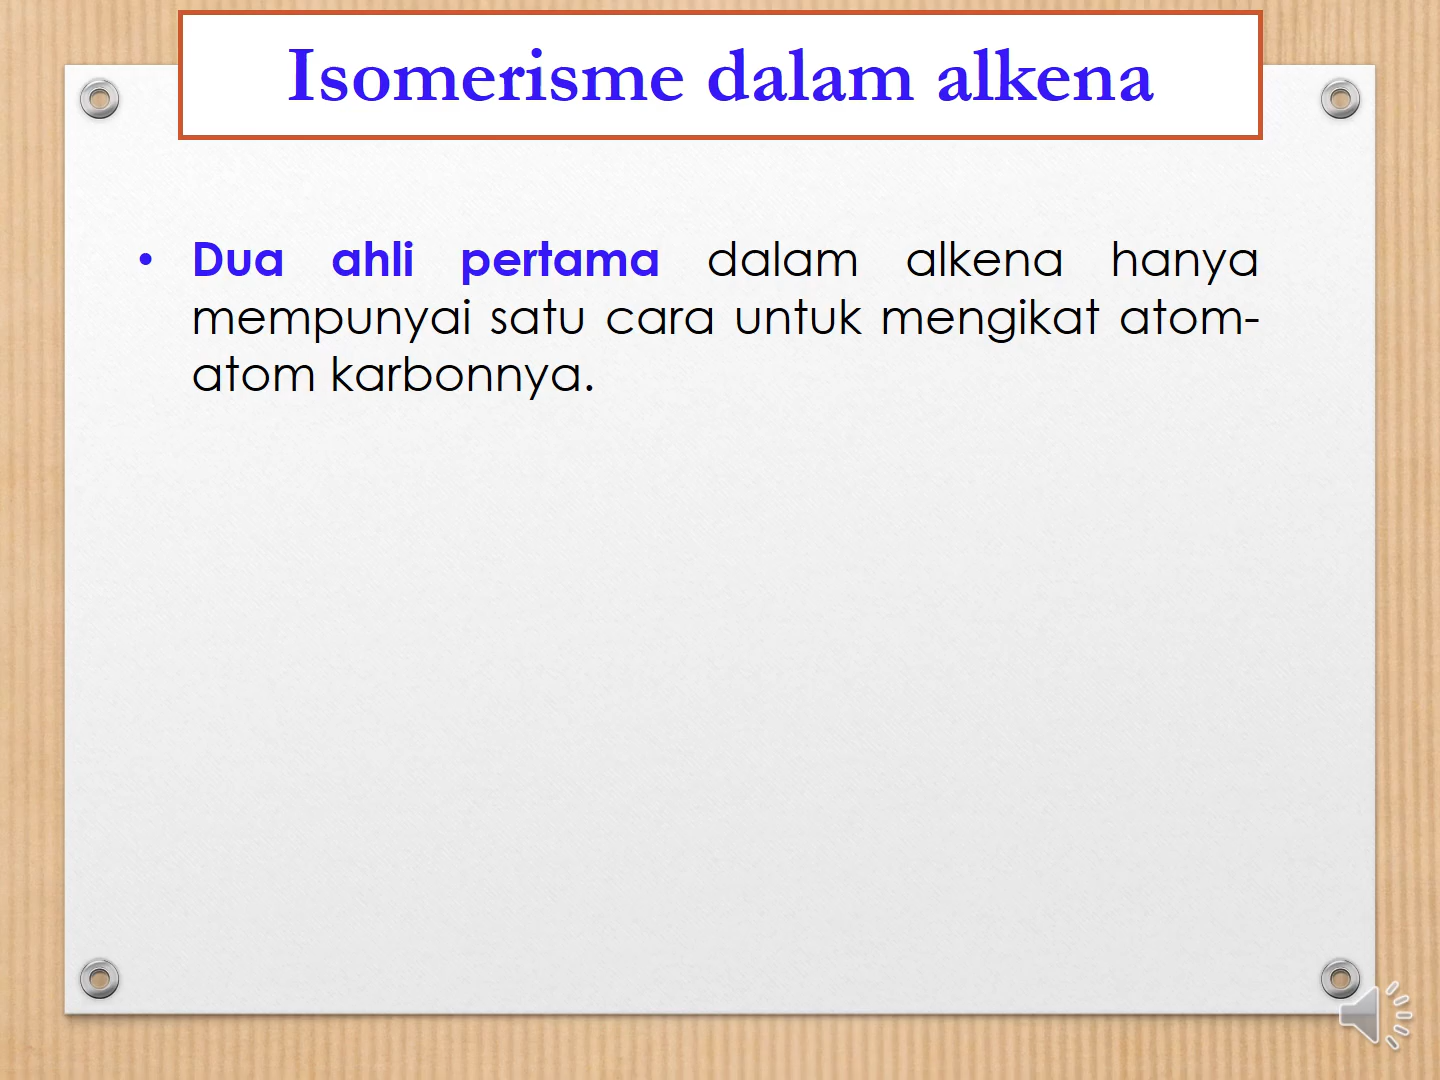 Isomerisme dalam alkena
• Dua ahli pertama dalam alkena hanya
mempunyai satu cara untuk mengikat atom-
atom karbonnya.